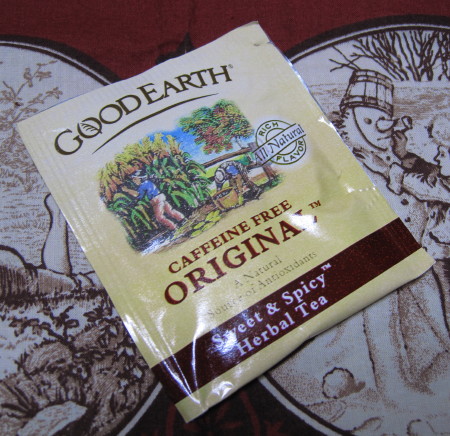 GOOD EARTH®
RICH
All Natural
FLAVOR
CAFFEINE FREE
ORIGINAL™
A Natural
Source of Antioxidants
Sweet & Spicy™
Herbal Tea